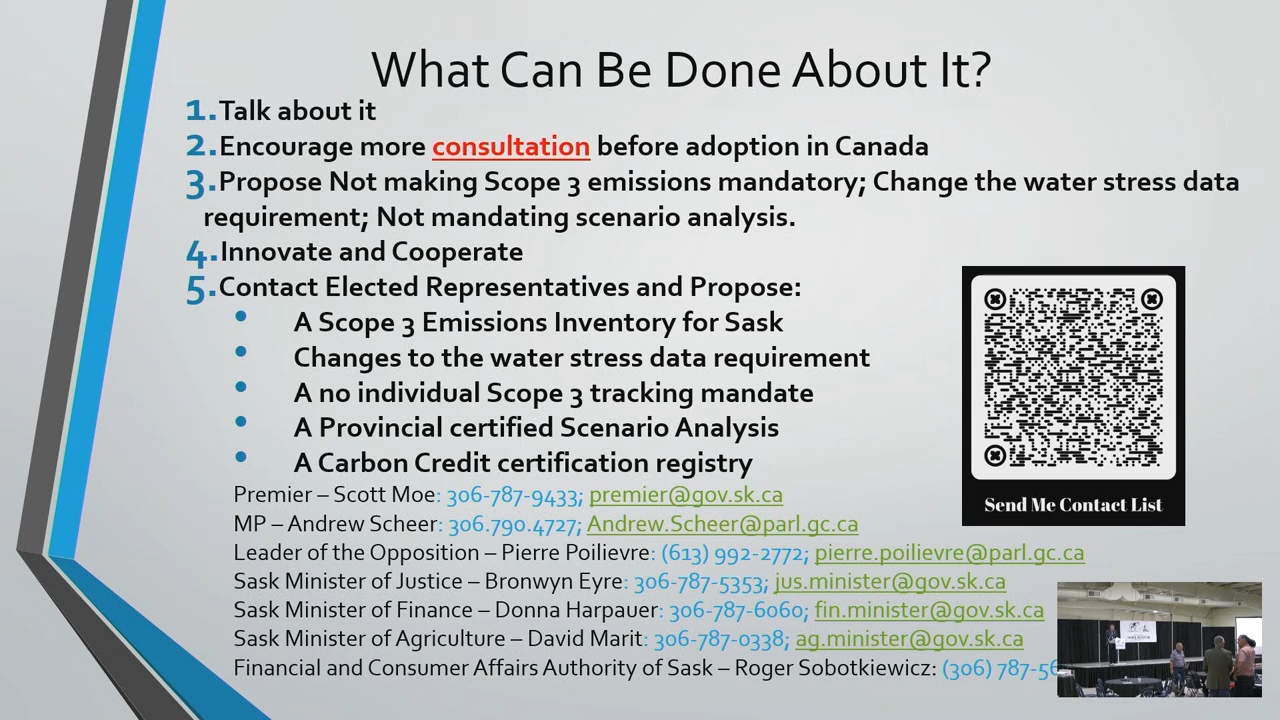 What Can Be Done About It?
1. Talk about it
2. Encourage more consultation before adoption in Canada
3. Propose Not making Scope 3 emissions mandatory; Change the water stress data
requirement; Not mandating scenario analysis.
4. Innovate and Cooperate
5. Contact Elected Representatives and Propose:
• A Scope 3 Emissions Inventory for Sask
• Changes to the water stress data requirement
• A no individual Scope 3 tracking mandate
• A Provincial certified Scenario Analysis
• A Carbon Credit certification registry
Send Me Contact List
Premier – Scott Moe: 306-787-9433; premier@gov.sk.ca
MP – Andrew Scheer: 306.790.4727; Andrew.Scheer@parl.gc.ca
Leader of the Opposition – Pierre Poilievre: (613) 992-2772; pierre.poilievre@parl.gc.ca
Sask Minister of Justice – Bronwyn Eyre: 306-787-5353; jus.minister@gov.sk.ca
Sask Minister of Finance – Donna Harpauer: 306-787-6060; fin.minister@gov.sk.ca
Sask Minister of Agriculture – David Marit: 306-787-0338; ag.minister@gov.sk.ca
Financial and Consumer Affairs Authority of Sask – Roger Sobotkiewicz: (306) 787-56